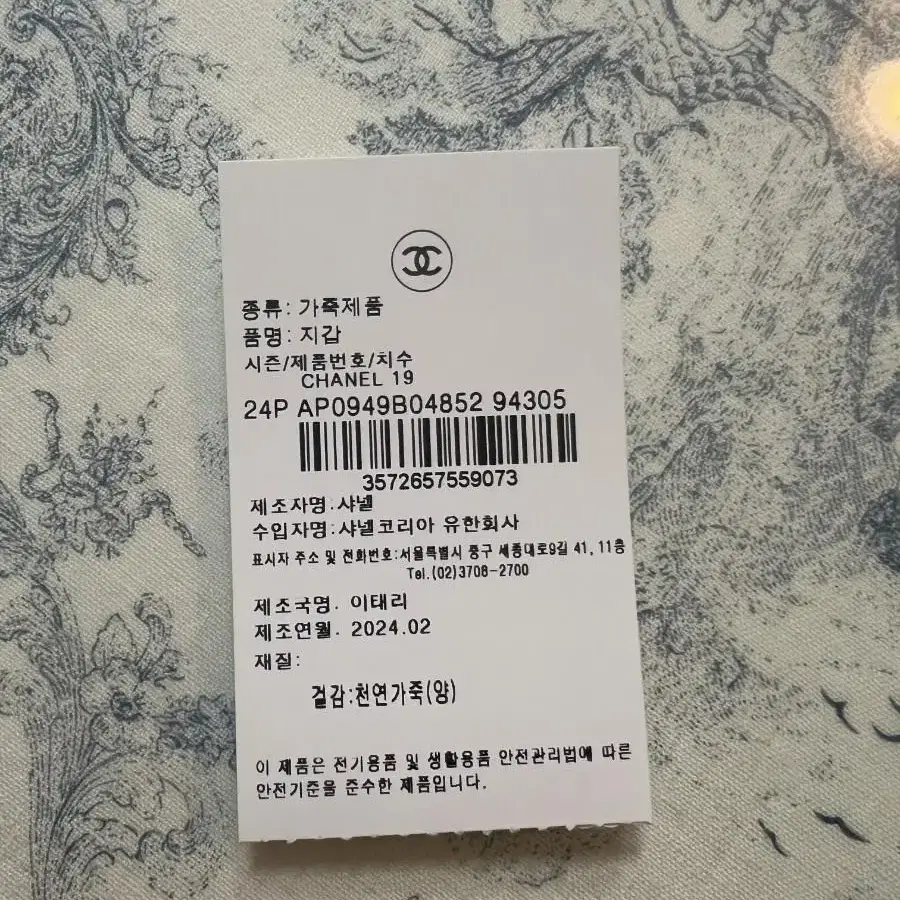 종류: 가죽제품
품명: 지갑
시즌/제품번호/치수
CHANEL 19
24P AP0949B04852 94305
3572657559073
제조자명:샤넬
수입자명:샤넬코리아 유한회사
표시자 주소 및 전화번호:서울특별시 중구 세종대로9길 41, 11층
Tel.(02)3708-2700
제조국명. 이태리
제조연월. 2024.02
재질:
겉감:천연가죽(양)
이 제품은 전기용품 및 생활용품 안전관리법에 따른
안전기준을 준수한 제품입니다.